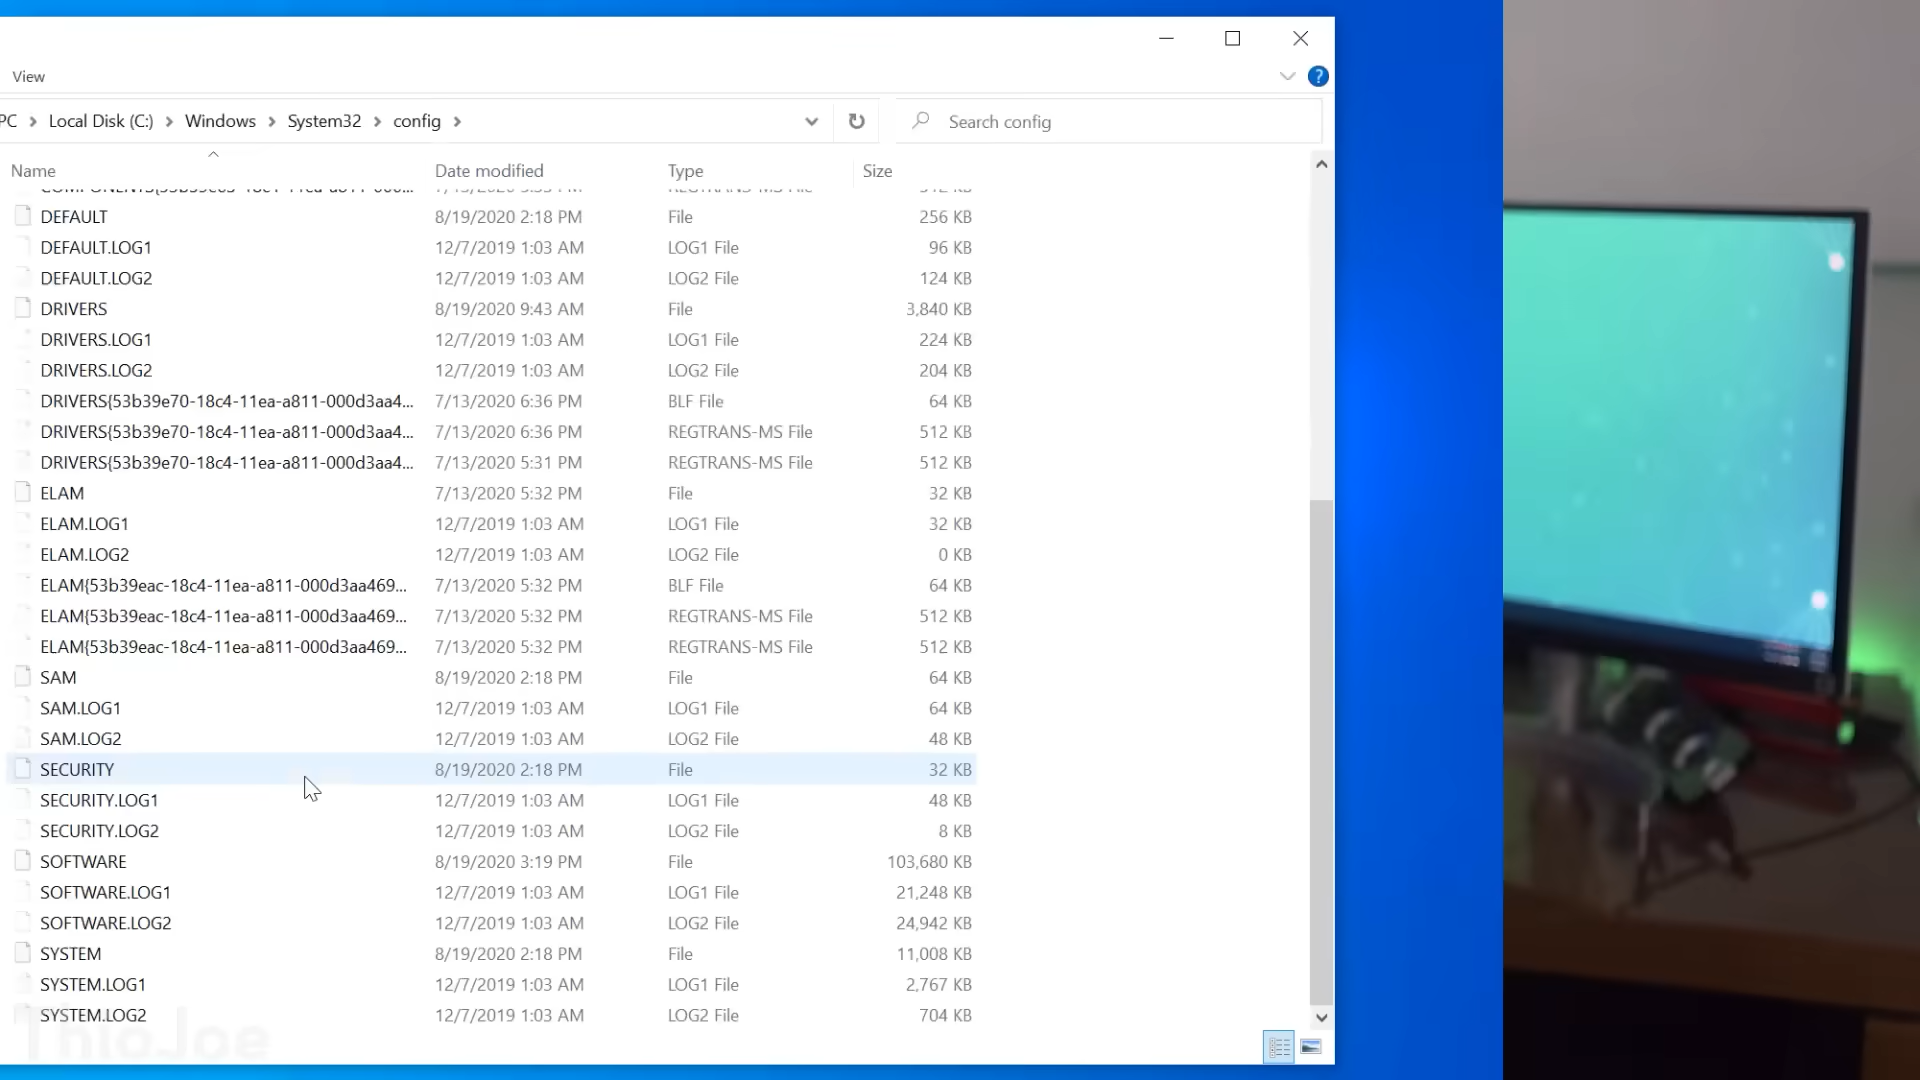 View
?
PC > Local Disk (C:) > Windows > System32 > config >
Search config
Name Date modified Type Size
DEFAULT 8/19/2020 2:18 PM File 256 KB
DEFAULT.LOG1 12/7/2019 1:03 AM LOG1 File 96 KB
DEFAULT.LOG2 12/7/2019 1:03 AM LOG2 File 124 KB
DRIVERS 8/19/2020 9:43 AM File 3,840 KB
DRIVERS.LOG1 12/7/2019 1:03 AM LOG1 File 224 KB
DRIVERS.LOG2 12/7/2019 1:03 AM LOG2 File 204 KB
DRIVERS{53b39e70-18c4-11ea-a811-000d3aa4... 7/13/2020 6:36 PM BLF File 64 KB
DRIVERS{53b39e70-18c4-11ea-a811-000d3aa4... 7/13/2020 6:36 PM REGTRANS-MS File 512 KB
DRIVERS{53b39e70-18c4-11ea-a811-000d3aa4... 7/13/2020 5:31 PM REGTRANS-MS File 512 KB
ELAM 7/13/2020 5:32 PM File 32 KB
ELAM.LOG1 12/7/2019 1:03 AM LOG1 File 32 KB
ELAM.LOG2 12/7/2019 1:03 AM LOG2 File 0 KB
ELAM{53b39eac-18c4-11ea-a811-000d3aa469... 7/13/2020 5:32 PM BLF File 64 KB
ELAM{53b39eac-18c4-11ea-a811-000d3aa469... 7/13/2020 5:32 PM REGTRANS-MS File 512 KB
ELAM{53b39eac-18c4-11ea-a811-000d3aa469... 7/13/2020 5:32 PM REGTRANS-MS File 512 KB
SAM 8/19/2020 2:18 PM File 64 KB
SAM.LOG1 12/7/2019 1:03 AM LOG1 File 64 KB
SAM.LOG2 12/7/2019 1:03 AM LOG2 File 48 KB
SECURITY 8/19/2020 2:18 PM File 32 KB
SECURITY.LOG1 12/7/2019 1:03 AM LOG1 File 48 KB
SECURITY.LOG2 12/7/2019 1:03 AM LOG2 File 8 KB
SOFTWARE 8/19/2020 3:19 PM File 103,680 KB
SOFTWARE.LOG1 12/7/2019 1:03 AM LOG1 File 21,248 KB
SOFTWARE.LOG2 12/7/2019 1:03 AM LOG2 File 24,942 KB
SYSTEM 8/19/2020 2:18 PM File 11,008 KB
SYSTEM.LOG1 12/7/2019 1:03 AM LOG1 File 2,767 KB
SYSTEM.LOG2 12/7/2019 1:03 AM LOG2 File 704 KB
ThioJoe